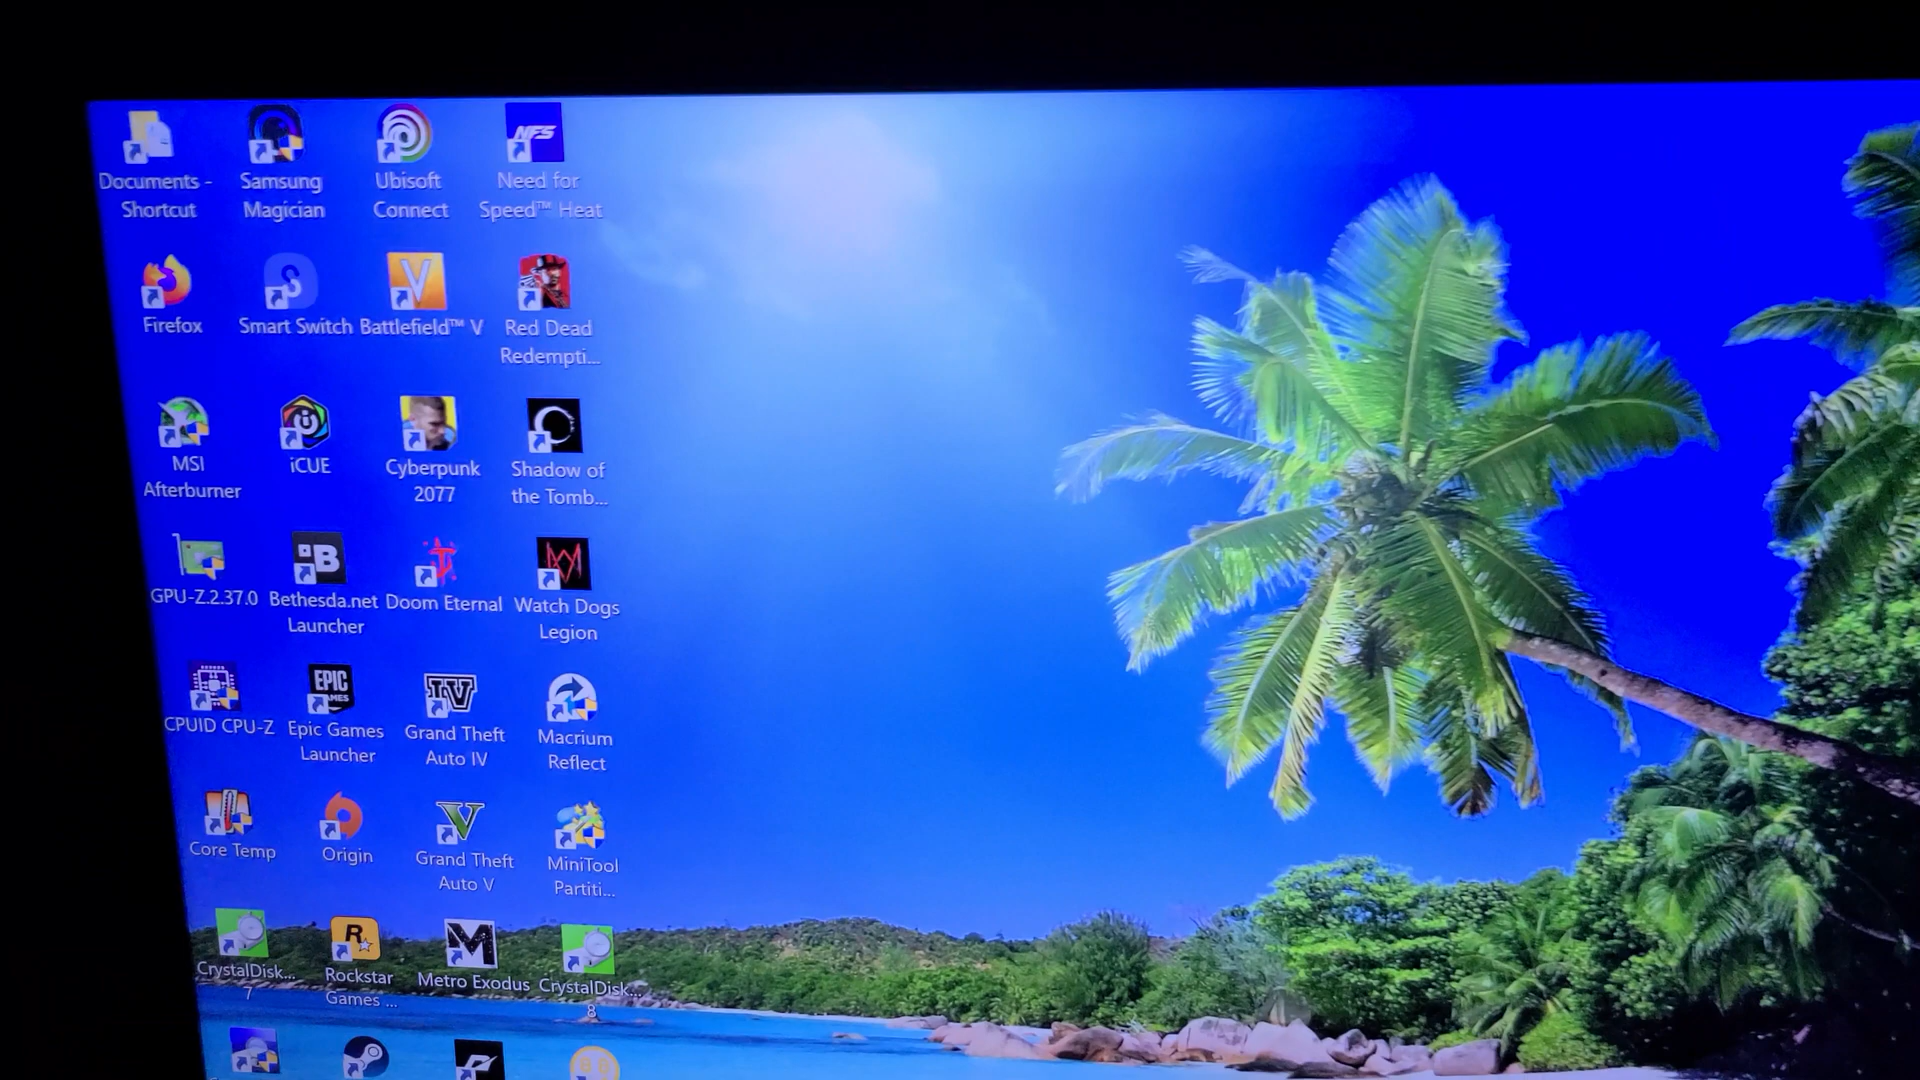 NFS
Documents -
Shortcut
Samsung
Magician
Ubisoft
Connect
Need for
Speed™ Heat
S
V
Firefox
Smart Switch
Battlefield™ V
Red Dead
Redempti...
MSI
Afterburner
iCUE
Cyberpunk
2077
Shadow of
the Tomb...
B
GPU-Z.2.37.0
Bethesda.net
Launcher
Doom Eternal
Watch Dogs
Legion
EPIC
IV
CPUID CPU-Z
Epic Games
Launcher
Grand Theft
Auto IV
Macrium
Reflect
V
Core Temp
Origin
Grand Theft
Auto V
MiniTool
Partiti...
R
M
CrystalDisk...
7
Rockstar
Games ...
Metro Exodus
CrystalDisk...
8